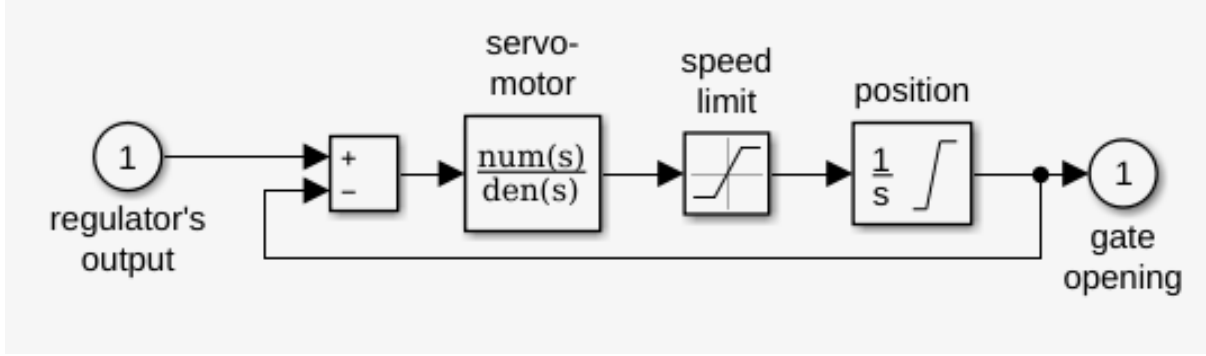 servo-
motor
speed
limit
position
1
+
−
num(s)
den(s)
1
s
1
regulator's
output
gate
opening